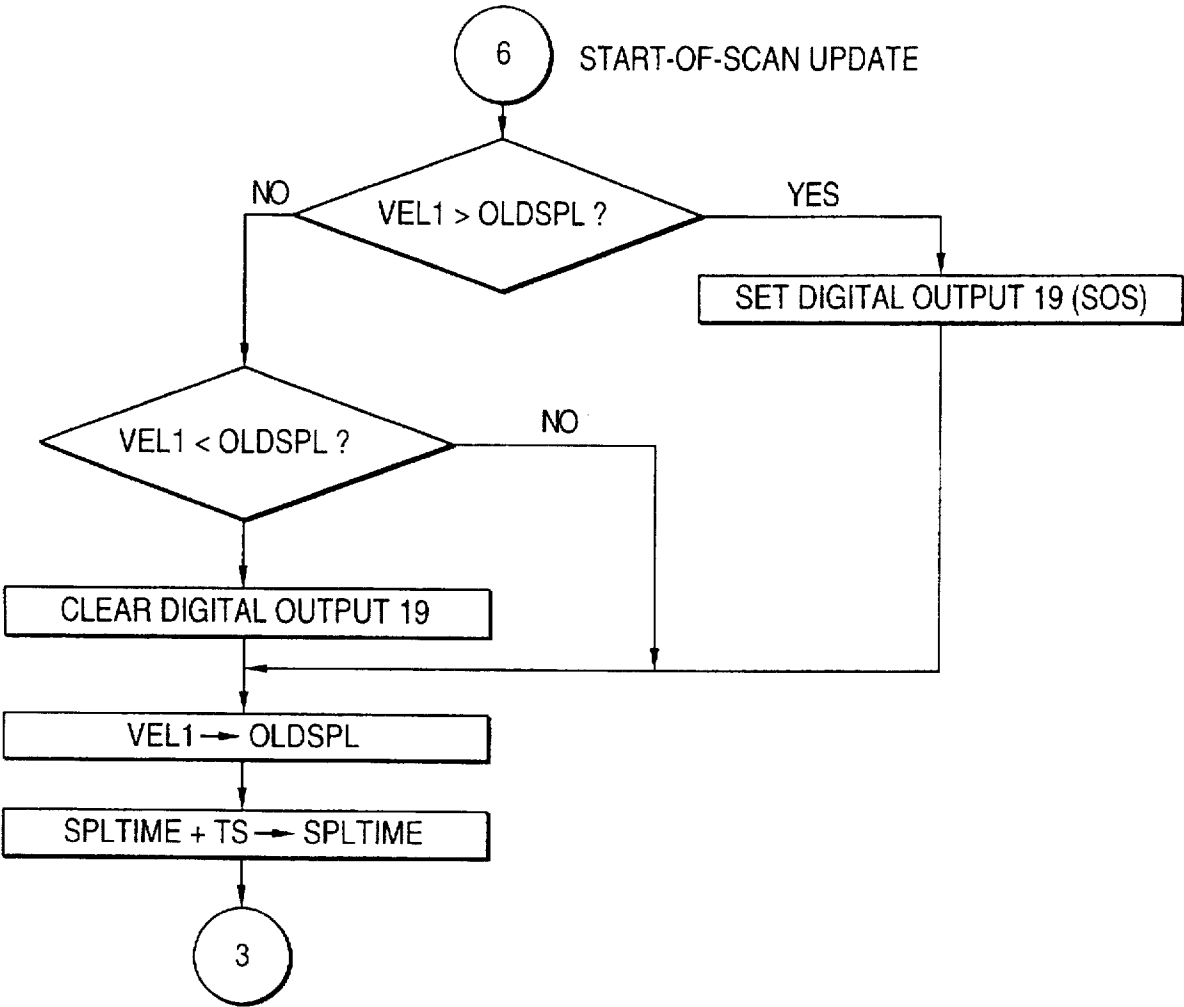 6
START-OF-SCAN UPDATE
NO
VEL1 > OLDSPL ?
YES
SET DIGITAL OUTPUT 19 (SOS)
VEL1 < OLDSPL ?
NO
CLEAR DIGITAL OUTPUT 19
VEL1 → OLDSPL
SPLTIME + TS → SPLTIME
3